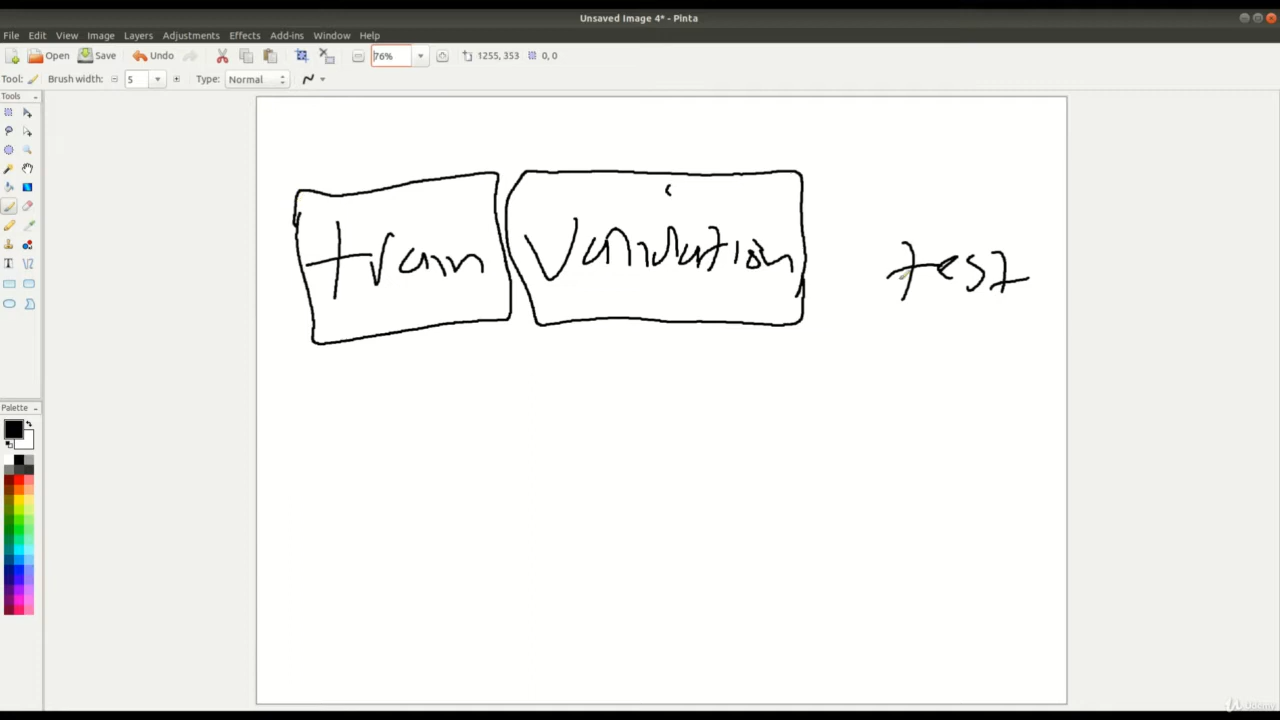 Unsaved Image 4* - Pinta
File Edit View Image Layers Adjustments Effects Add-ins Window Help
Open Save Undo 76% 1255, 353 0, 0
Tool: Brush width: 5 Type: Normal
Tools
train validation test
Palette
Udemy